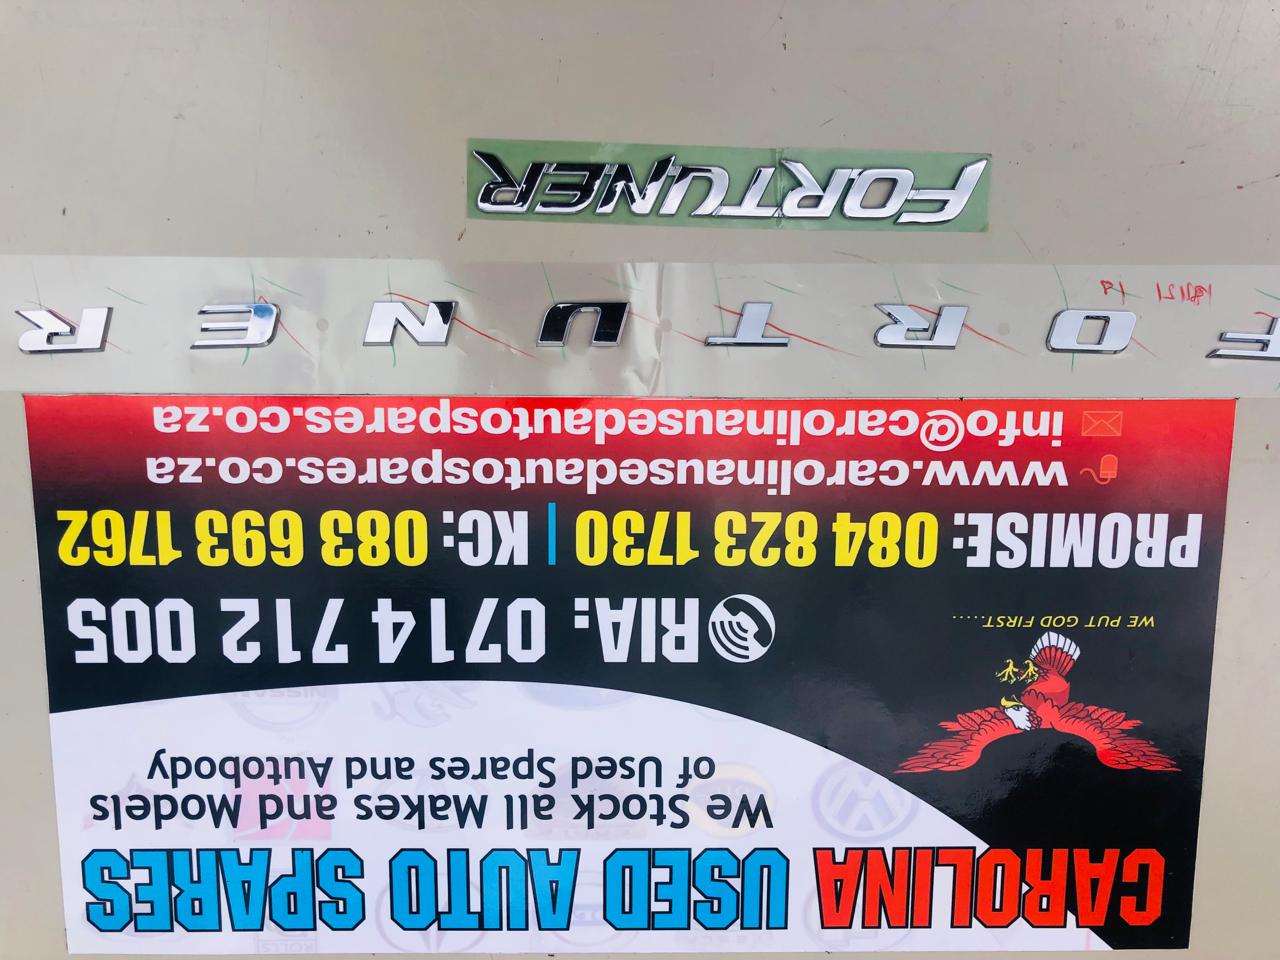 ROLLS
CAROLINA USED AUTO SPARES
We Stock all Makes and Models
of Used Spares and Autobody
NISSAN
WE PUT GOD FIRST......
RIA: 0714 712 005
PROMISE: 084 823 1730 | KC: 083 693 1762
www.carolinausedautospares.co.za
info@carolinausedautospares.co.za
F O R T U N E R
FORTUNER